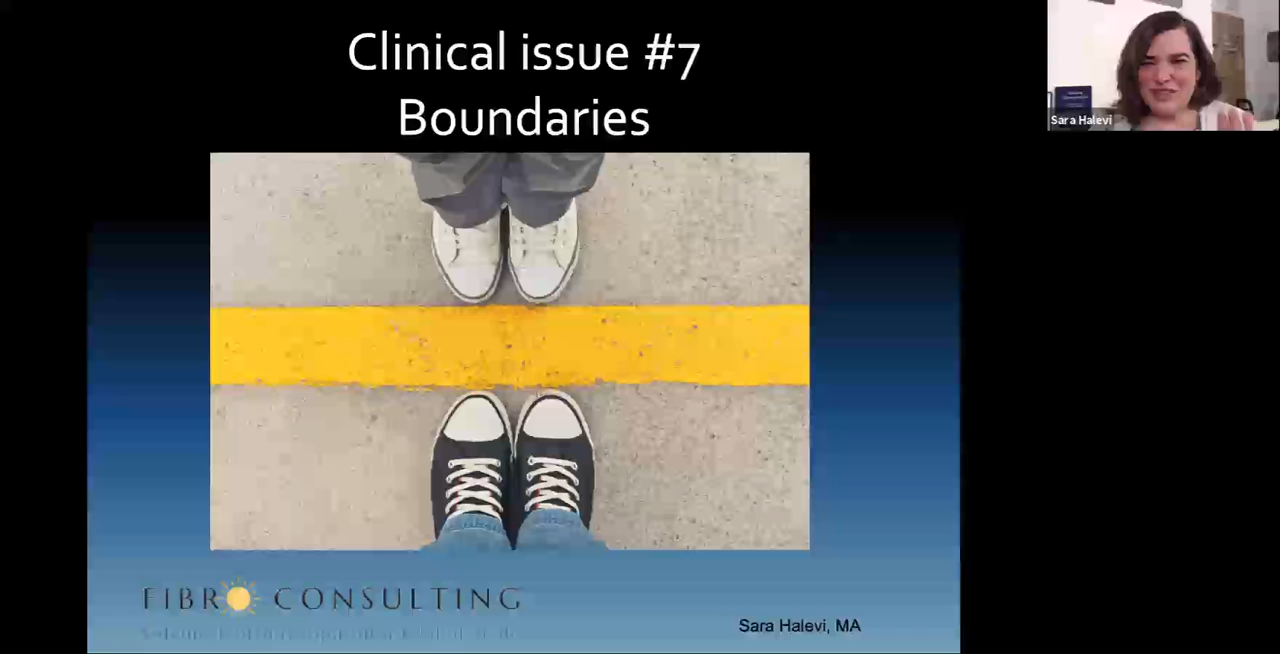 Clinical issue #7
Boundaries
Sara Halevi
FIBRO CONSULTING
Sara Halevi, MA